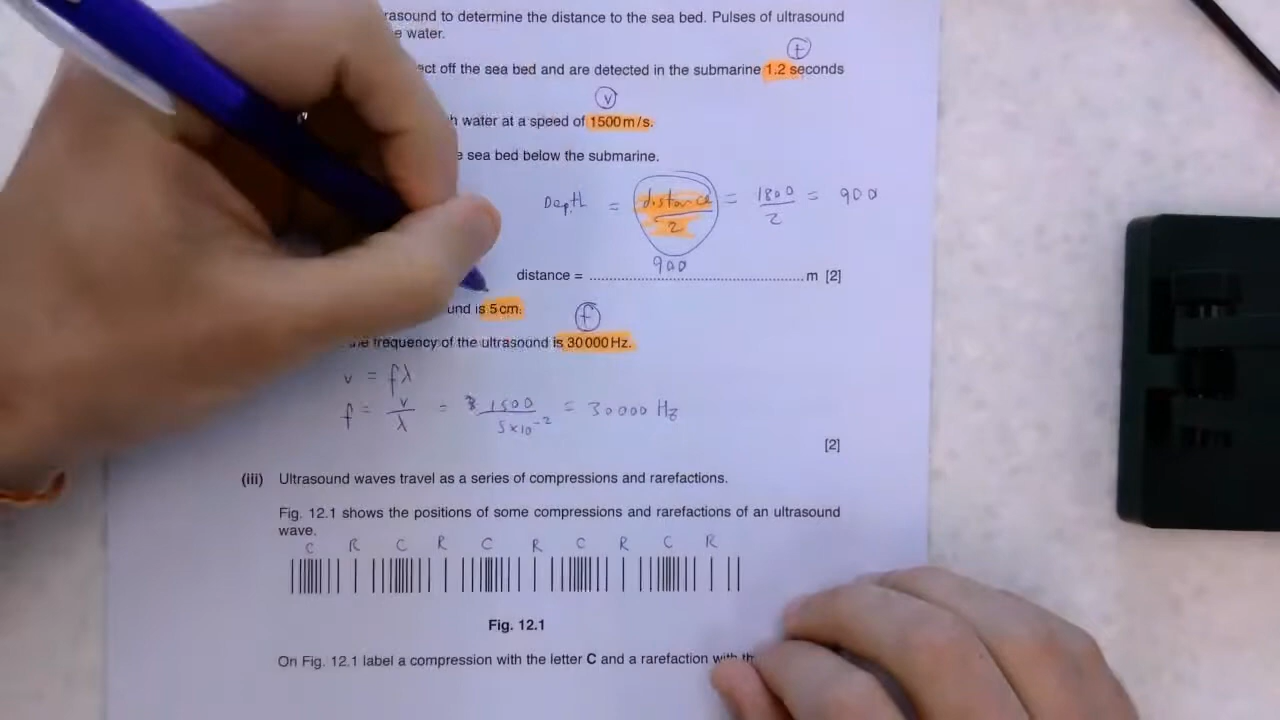 rasound to determine the distance to the sea bed. Pulses of ultrasound
e water.
t
ct off the sea bed and are detected in the submarine 1.2 seconds
v
h water at a speed of 1500 m/s.
e sea bed below the submarine.
Depth = distance/2 = 1800/2 = 900
900
distance = .......................................................... m [2]
und is 5 cm.
f
the frequency of the ultrasound is 30 000 Hz.
v = fλ
f = v/λ = 1500/5×10⁻² = 30000 Hz
[2]
(iii) Ultrasound waves travel as a series of compressions and rarefactions.
Fig. 12.1 shows the positions of some compressions and rarefactions of an ultrasound
wave.
C R C R C R C R C R
Fig. 12.1
On Fig. 12.1 label a compression with the letter C and a rarefaction with th